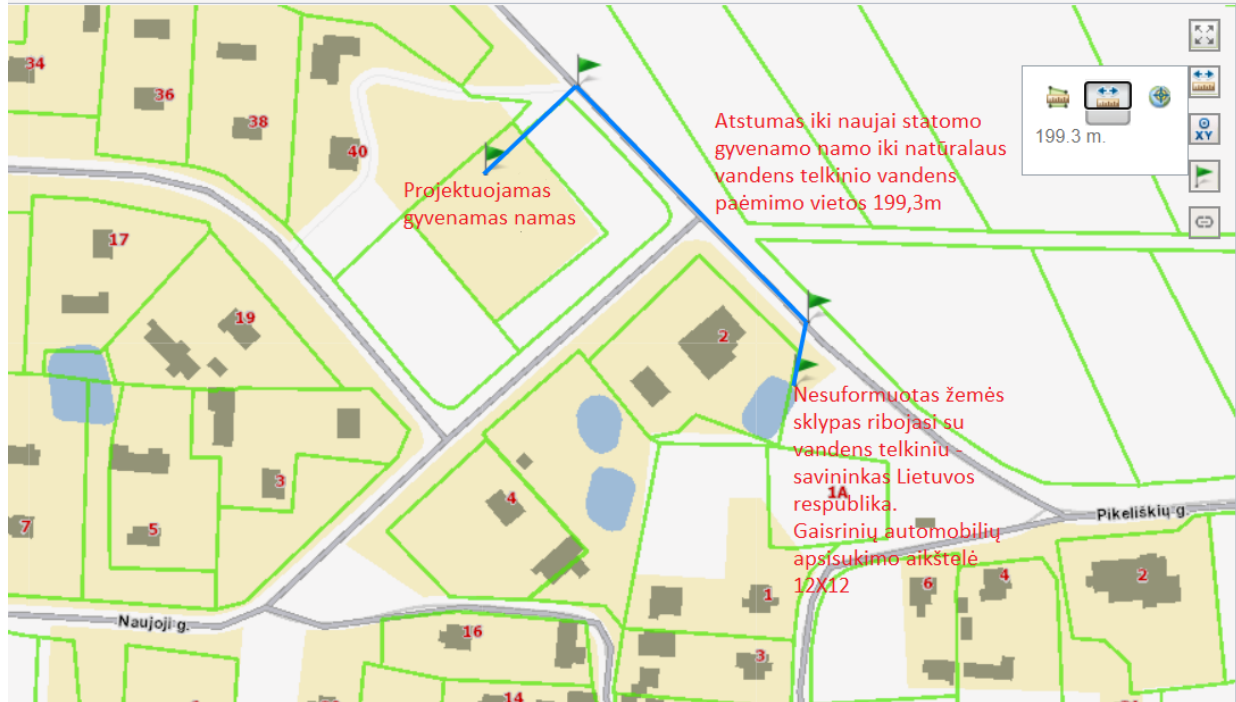 34
36
38
40
Atstumas iki naujai statomo
gyvenamo namo iki natūralaus
vandens telkinio vandens
paėmimo vietos 199,3m
199.3 m.
XY
Projektuojamas
gyvenamas namas
17
19
2
Nesuformuotas žemės
sklypas ribojasi su
vandens telkiniu -
savininkas Lietuvos
respublika.
Gaisrinių automobilių
apsisukimo aikštelė
12X12
1A
Pikeliškių g.
3
4
7
5
1
6
4
2
Naujoji g.
16
3
14